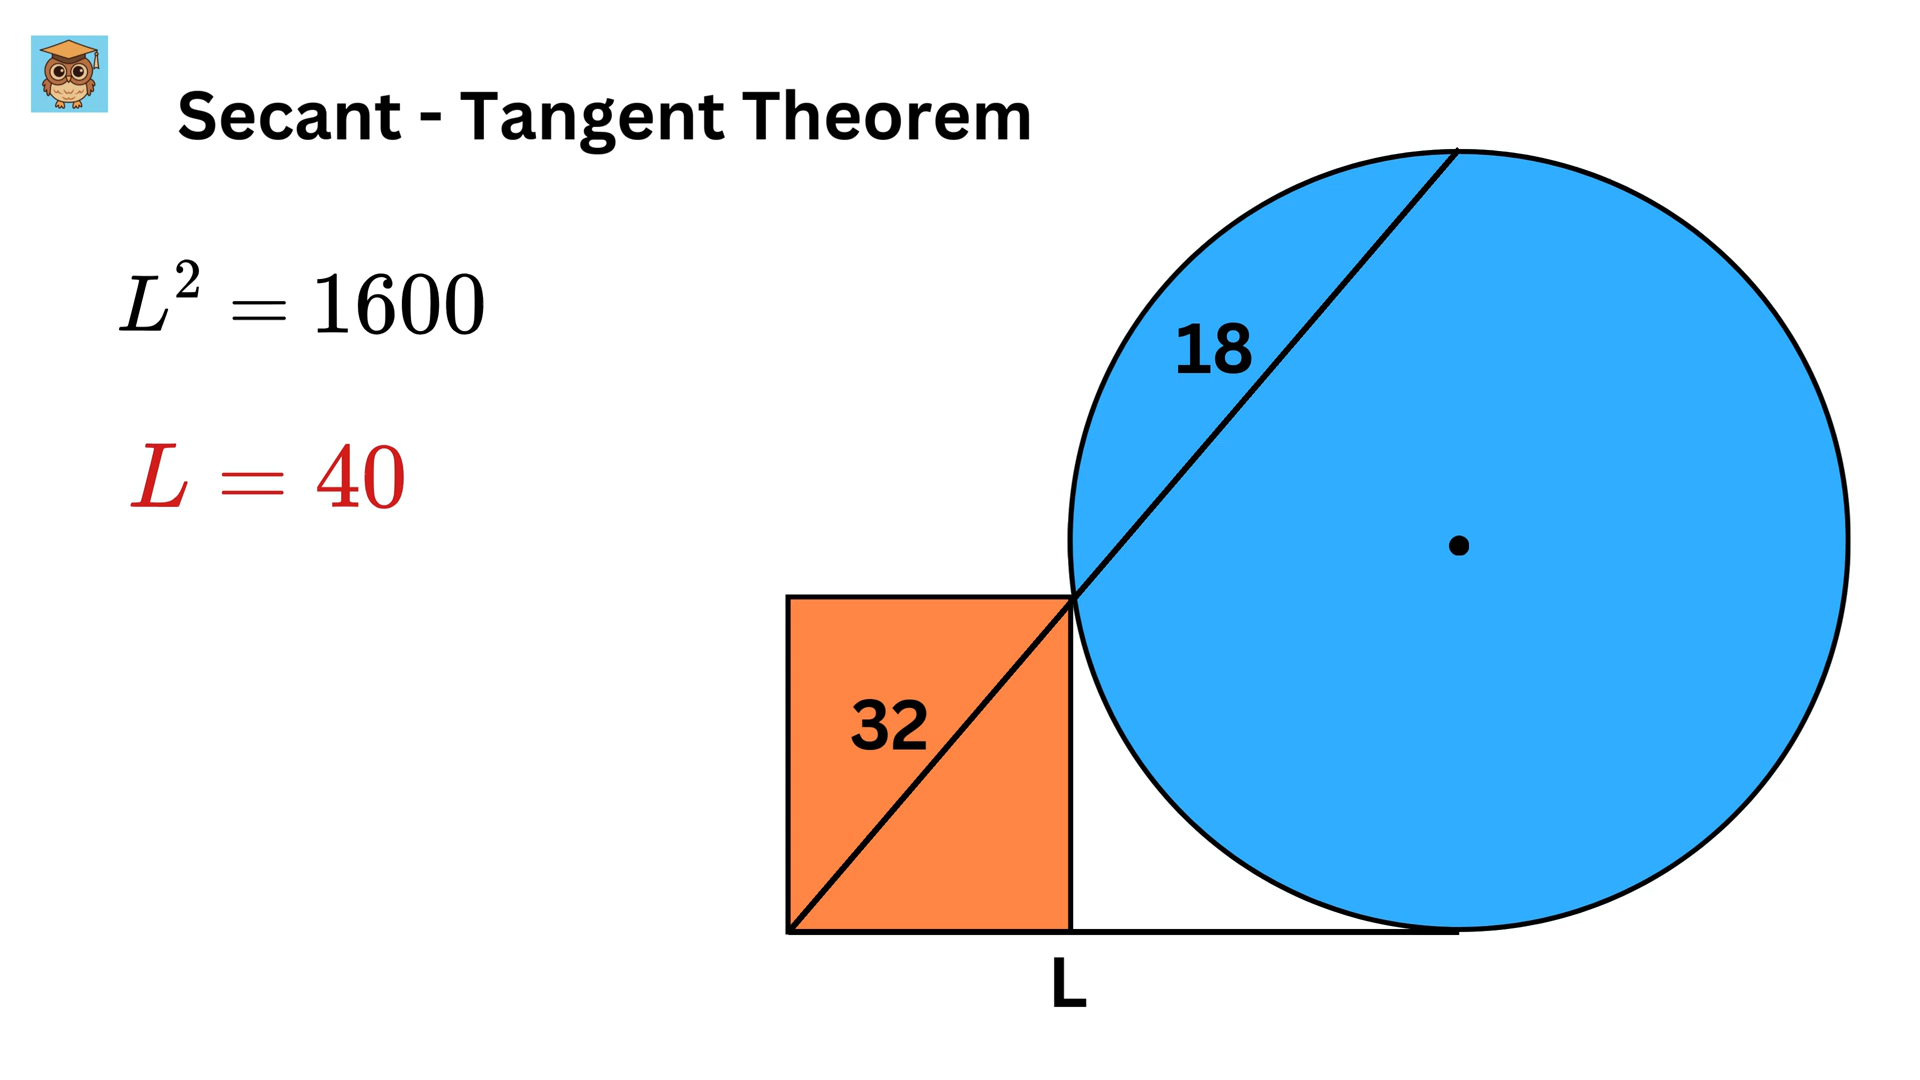 Secant - Tangent Theorem
L² = 1600
L = 40
18
32
L